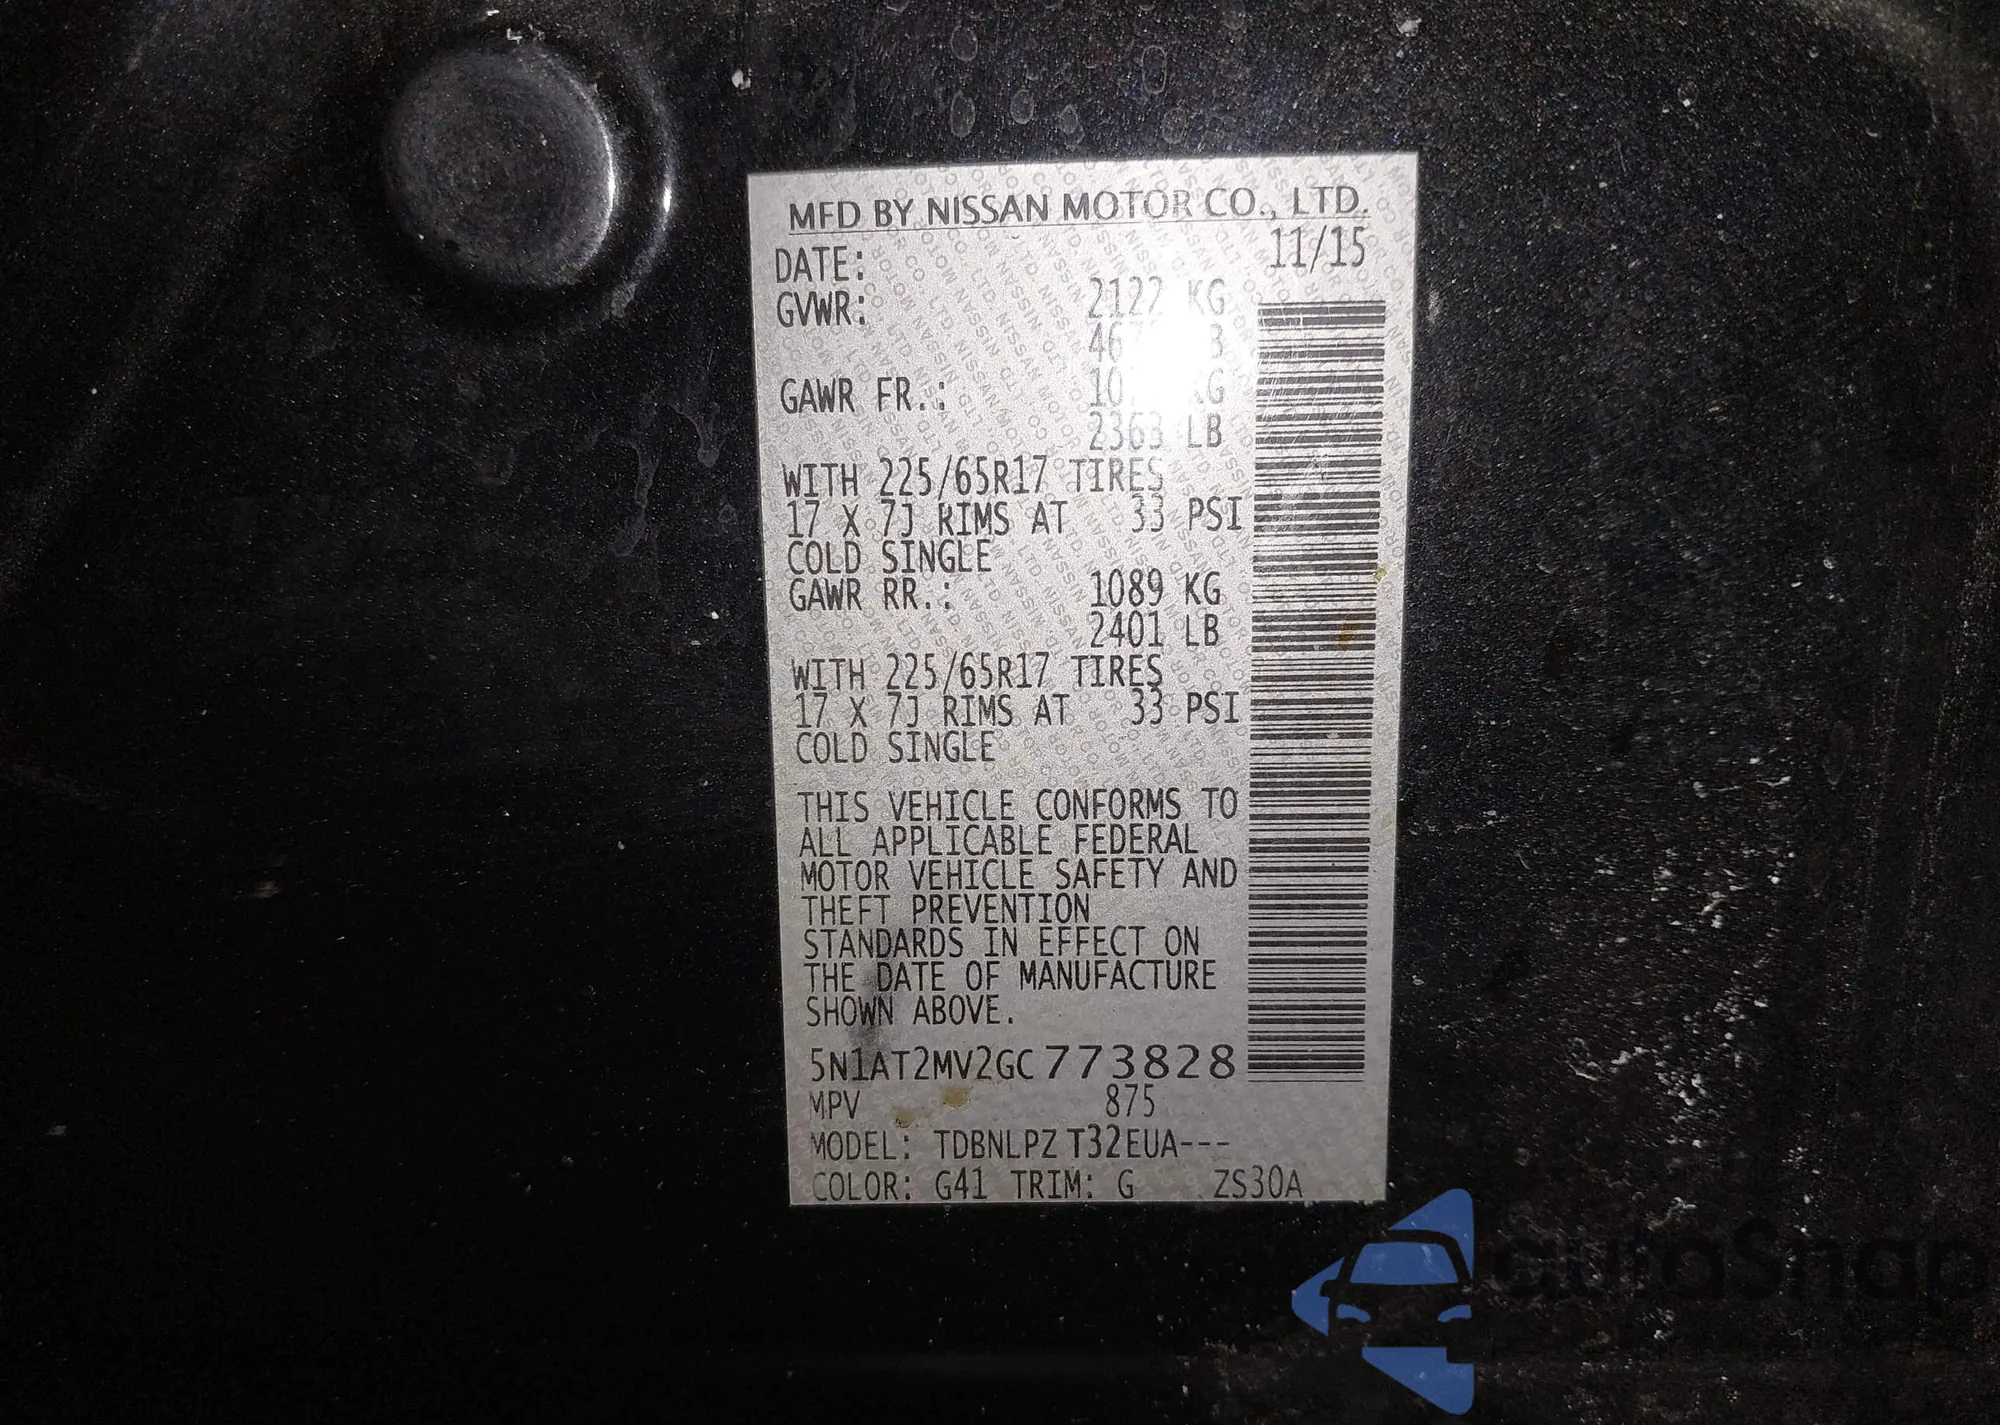 MFD BY NISSAN MOTOR CO., LTD.
DATE: 11/15
GVWR: 2122 KG
GAWR FR.: KG
2363 LB
WITH 225/65R17 TIRES
17 X 7J RIMS AT 33 PSI
COLD SINGLE
GAWR RR.: 1089 KG
2401 LB
WITH 225/65R17 TIRES
17 X 7J RIMS AT 33 PSI
COLD SINGLE
THIS VEHICLE CONFORMS TO
ALL APPLICABLE FEDERAL
MOTOR VEHICLE SAFETY AND
THEFT PREVENTION
STANDARDS IN EFFECT ON
THE DATE OF MANUFACTURE
SHOWN ABOVE.
5N1AT2MV2GC773828
MPV 875
MODEL: TDBNLPZ T32EUA---
COLOR: G41 TRIM: G ZS30A
autoSnap